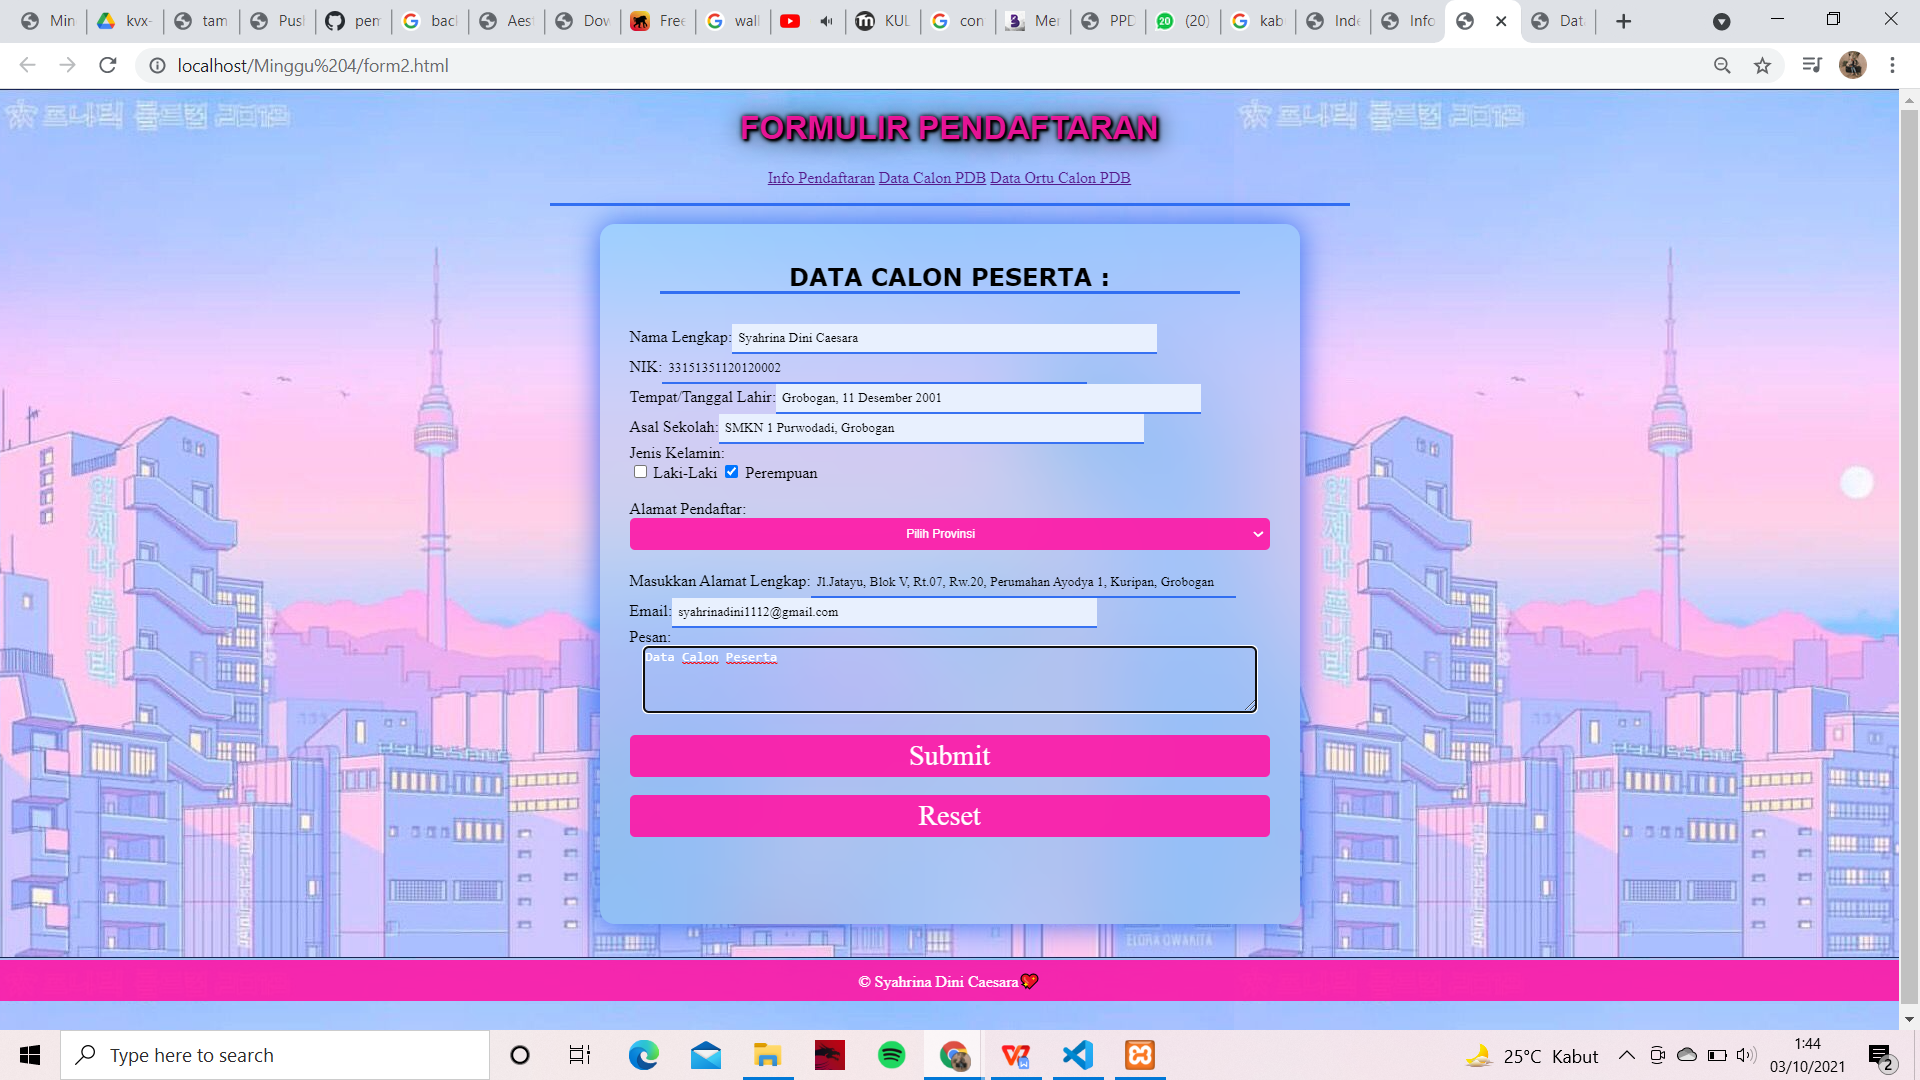 Min
kvx-
tam
Pus
pem
bacl
Aes
Dov
Free
wall
KUL
con
Mer
PPD
(20)
kab
Inde
Info
Dat
localhost/Minggu%204/form2.html
FORMULIR PENDAFTARAN
Info Pendaftaran Data Calon PDB Data Ortu Calon PDB
DATA CALON PESERTA :
Nama Lengkap: Syahrina Dini Caesara
NIK: 33151351120120002
Tempat/Tanggal Lahir: Grobogan, 11 Desember 2001
Asal Sekolah: SMKN 1 Purwodadi, Grobogan
Jenis Kelamin:
Laki-Laki Perempuan
Alamat Pendaftar:
Pilih Provinsi
Masukkan Alamat Lengkap: Jl.Jatayu, Blok V, Rt.07, Rw.20, Perumahan Ayodya 1, Kuripan, Grobogan
Email: syahrinadini1112@gmail.com
Pesan:
Data Calon Peserta
Submit
Reset
© Syahrina Dini Caesara💖
Type here to search
25°C Kabut
1:44
03/10/2021
2